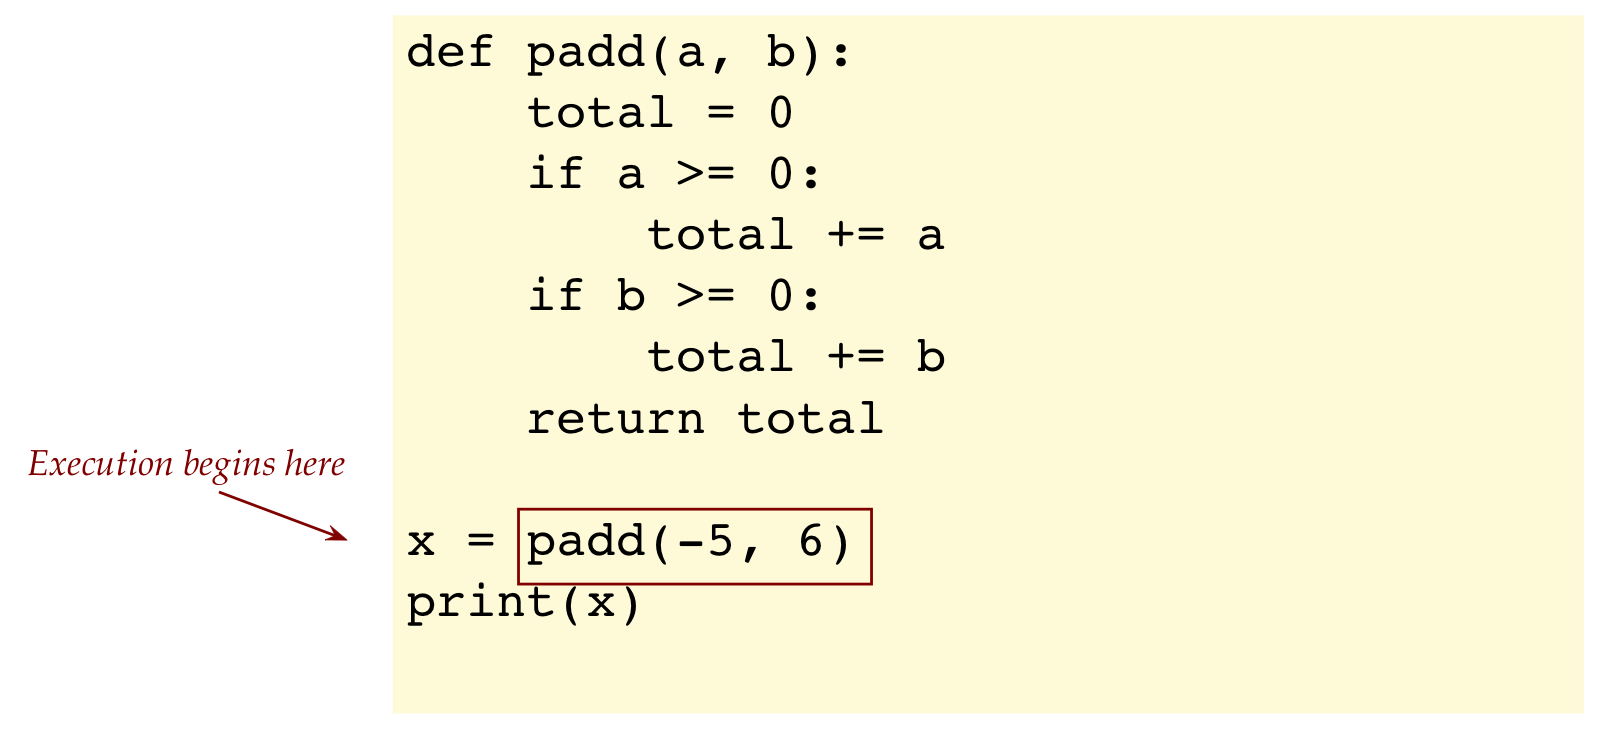 def padd(a, b):
    total = 0
    if a >= 0:
        total += a
    if b >= 0:
        total += b
    return total
Execution begins here
x = padd(-5, 6)
print(x)